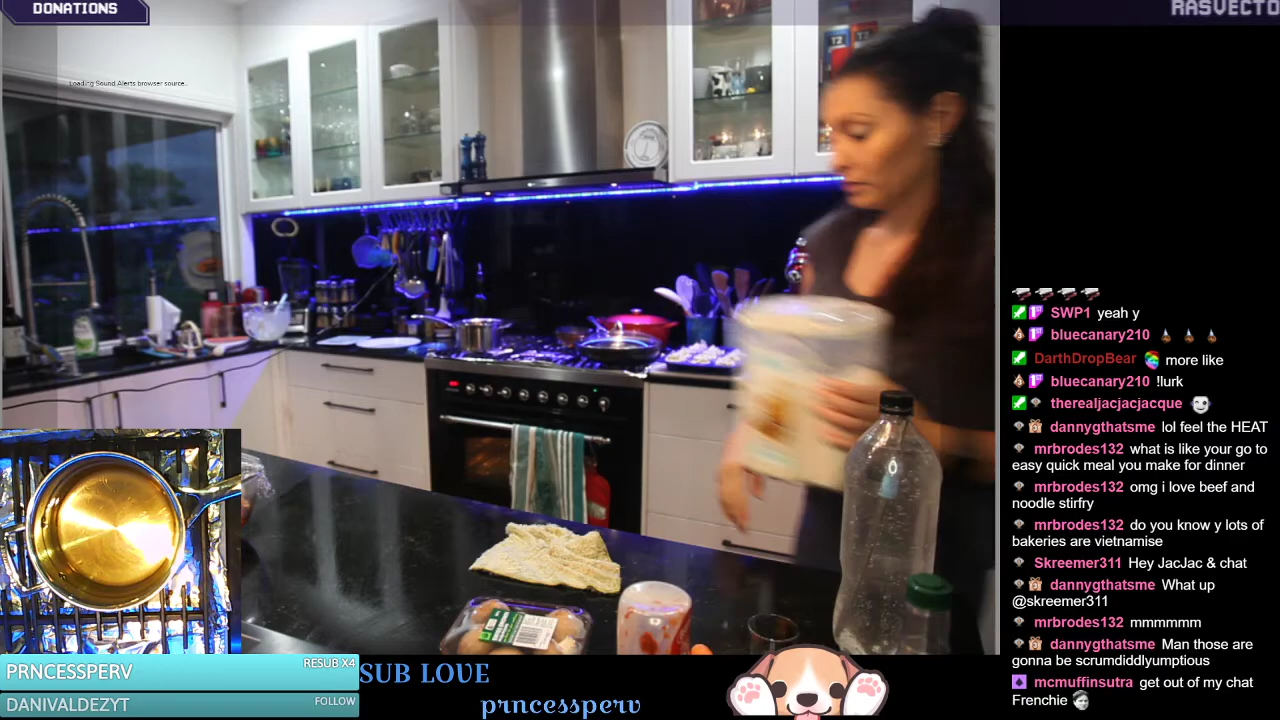 DONATIONS
RASVECTO
Loading Sound Alerts browser source..
T2
SWP1 yeah y
bluecanary210
DarthDropBear more like
bluecanary210 !lurk
therealjacjacjacque
dannygthatsme lol feel the HEAT
mrbrodes132 what is like your go to
easy quick meal you make for dinner
mrbrodes132 omg i love beef and
noodle stirfry
mrbrodes132 do you know y lots of
bakeries are vietnamise
Skreemer311 Hey JacJac & chat
dannygthatsme What up
@skreemer311
mrbrodes132 mmmmmm
dannygthatsme Man those are
gonna be scrumdiddlyumptious
mcmuffinsutra get out of my chat
Frenchie
PRNCESSPERV RESUB X4
DANIVALDEZYT FOLLOW
SUB LOVE
prncesspsperv